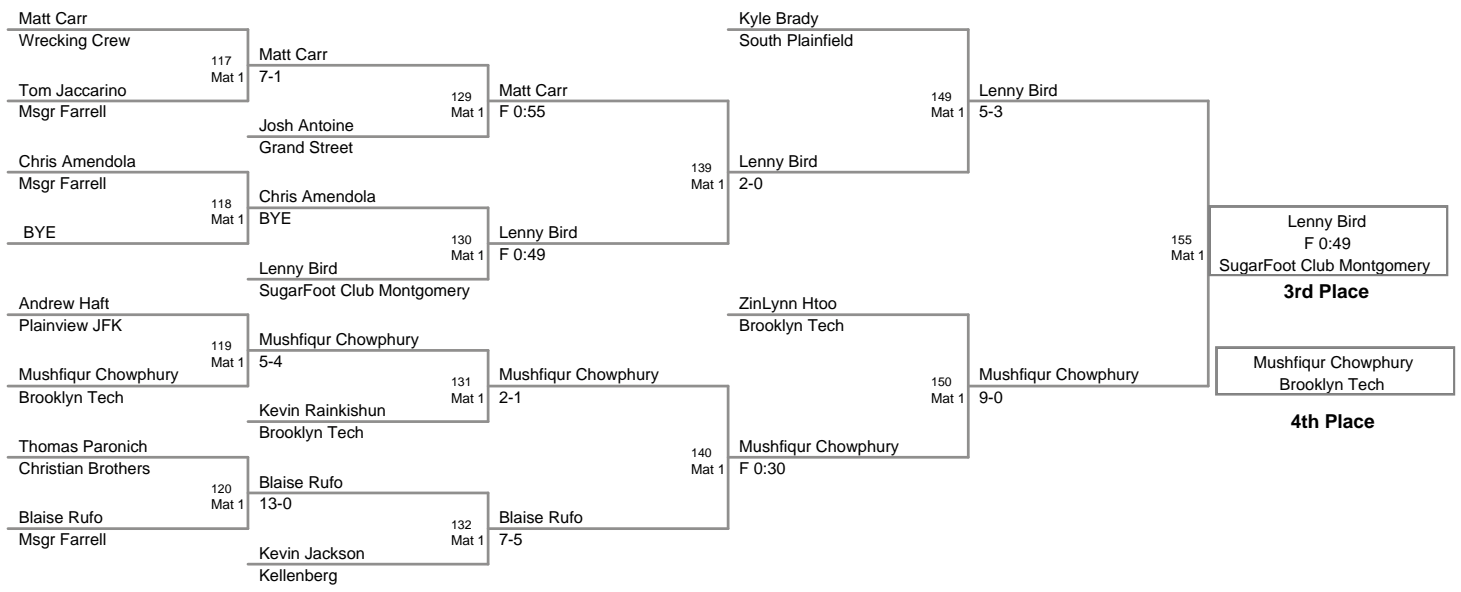 Matt Carr
Wrecking Crew
117
Mat 1
Tom Jaccarino
Msgr Farrell
Chris Amendola
Msgr Farrell
118
Mat 1
BYE
Andrew Haft
Plainview JFK
119
Mat 1
Mushfiqur Chowphury
Brooklyn Tech
Thomas Paronich
Christian Brothers
120
Mat 1
Blaise Rufo
Msgr Farrell
Matt Carr
7-1
129
Mat 1
Josh Antoine
Grand Street
Chris Amendola
BYE
130
Mat 1
Lenny Bird
SugarFoot Club Montgomery
Mushfiqur Chowphury
5-4
131
Mat 1
Kevin Rainkishun
Brooklyn Tech
Blaise Rufo
13-0
132
Mat 1
Kevin Jackson
Kellenberg
Matt Carr
F 0:55
139
Mat 1
Lenny Bird
F 0:49
Mushfiqur Chowphury
2-1
140
Mat 1
Blaise Rufo
7-5
Kyle Brady
South Plainfield
149
Mat 1
Lenny Bird
2-0
ZinLynn Htoo
Brooklyn Tech
150
Mat 1
Mushfiqur Chowphury
F 0:30
Lenny Bird
5-3
155
Mat 1
Mushfiqur Chowphury
9-0
Lenny Bird
F 0:49
SugarFoot Club Montgomery
3rd Place
Mushfiqur Chowphury
Brooklyn Tech
4th Place